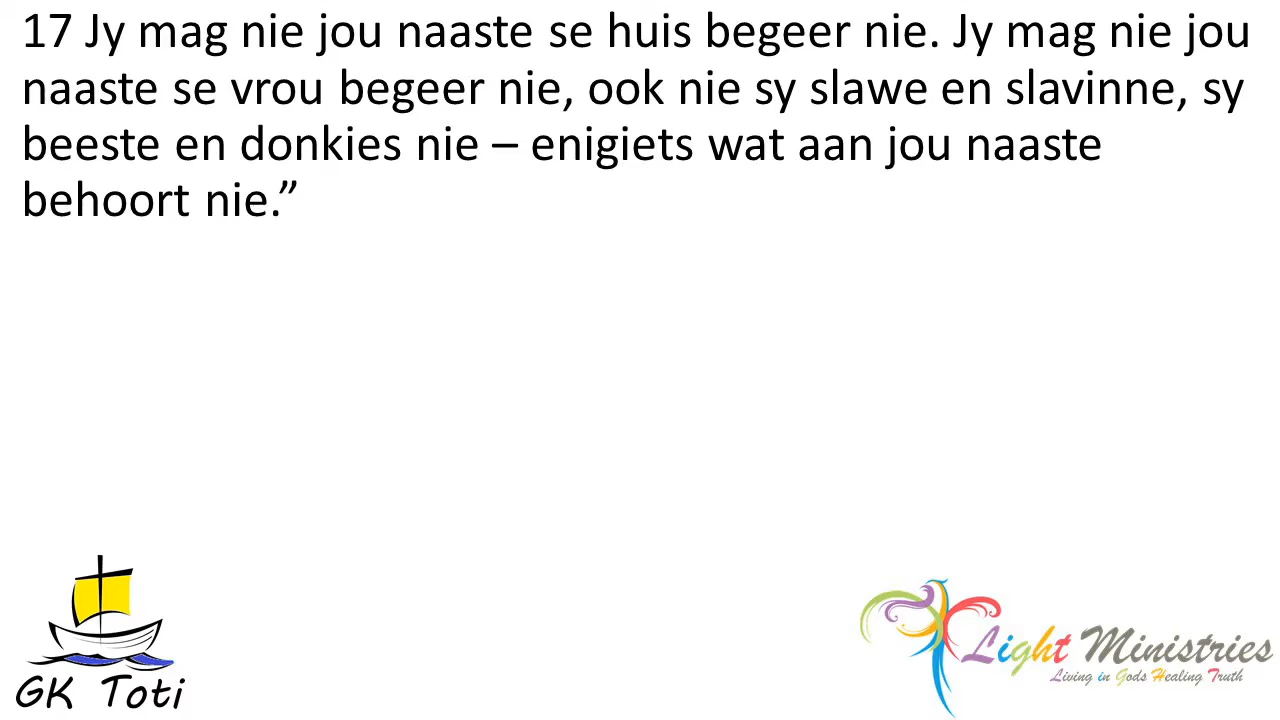 17 Jy mag nie jou naaste se huis begeer nie. Jy mag nie jou
naaste se vrou begeer nie, ook nie sy slawe en slavinne, sy
beeste en donkies nie – enigiets wat aan jou naaste
behoort nie.”
GK Toti
Light Ministries
Living in Gods Healing Truth